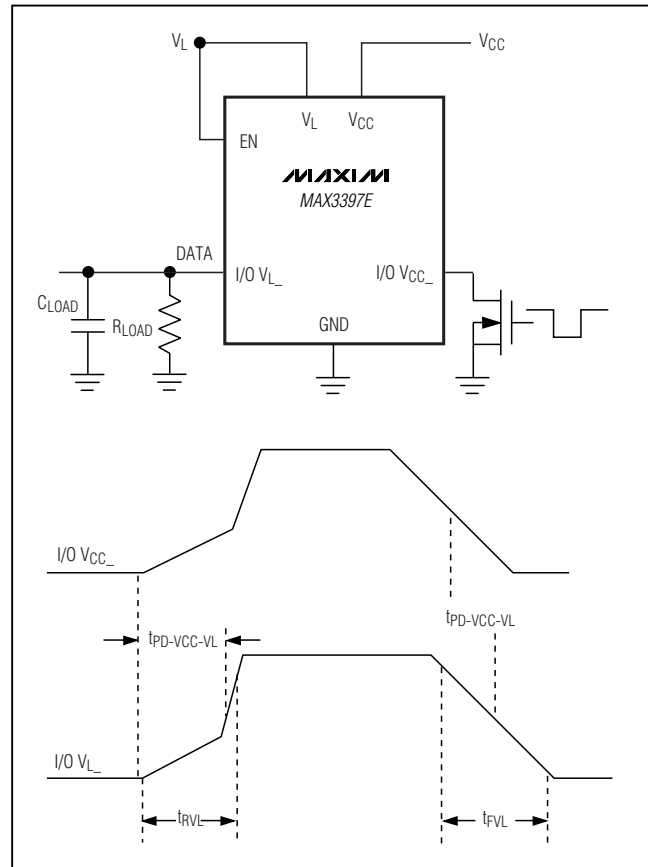 VL
VCC
VL VCC
EN
MAXIM
MAX3397E
DATA
I/O VL_ I/O VCC_
CLOAD
RLOAD
GND
I/O VCC_
tPD-VCC-VL
tPD-VCC-VL
I/O VL_
tRVL
tFVL